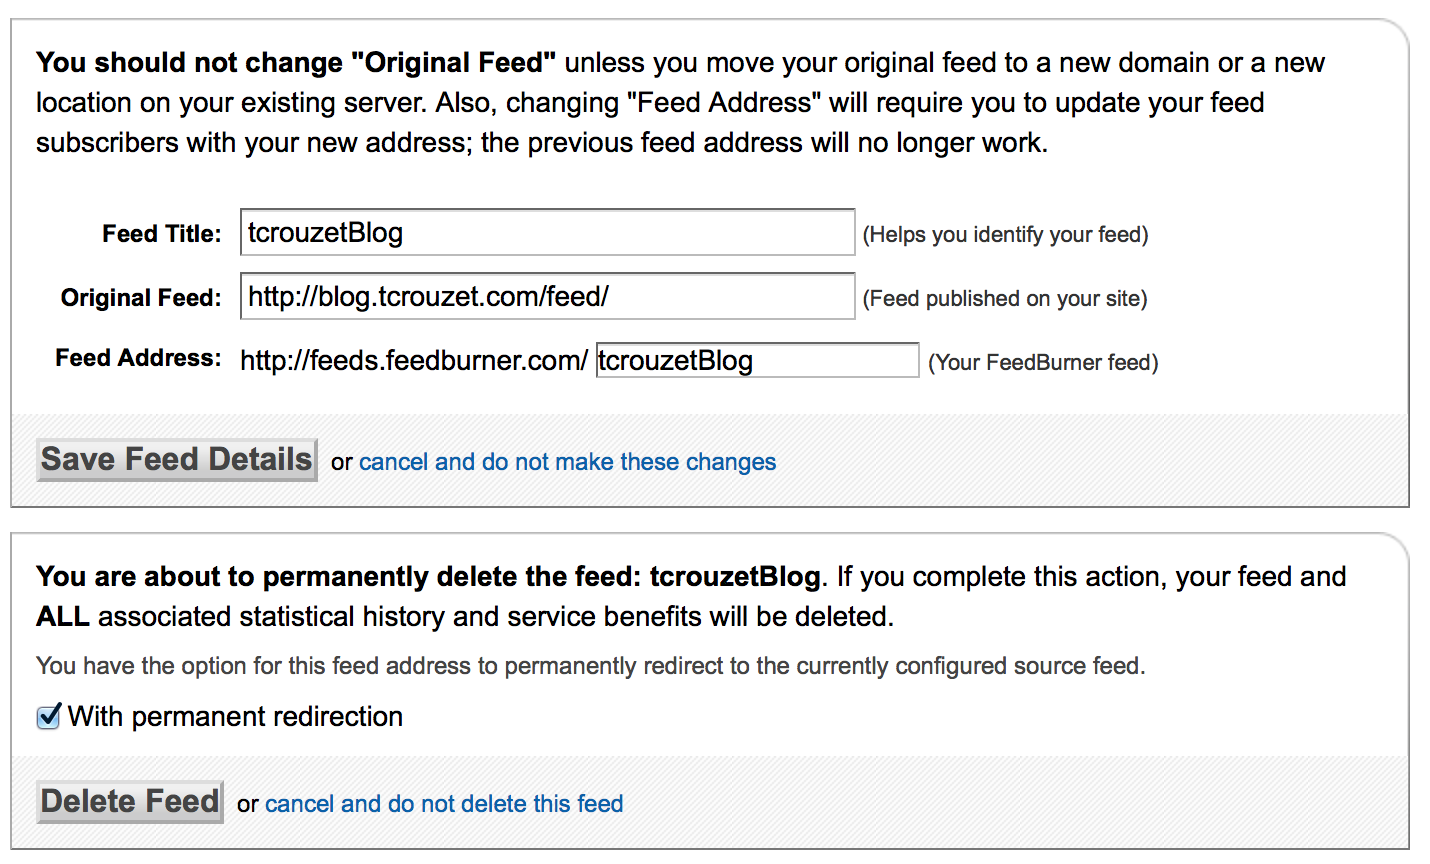 You should not change "Original Feed" unless you move your original feed to a new domain or a new
location on your existing server. Also, changing "Feed Address" will require you to update your feed
subscribers with your new address; the previous feed address will no longer work.
Feed Title: tcrouzetBlog (Helps you identify your feed)
Original Feed: http://blog.tcrouzet.com/feed/ (Feed published on your site)
Feed Address: http://feeds.feedburner.com/ tcrouzetBlog (Your FeedBurner feed)
Save Feed Details or cancel and do not make these changes
You are about to permanently delete the feed: tcrouzetBlog. If you complete this action, your feed and
ALL associated statistical history and service benefits will be deleted.
You have the option for this feed address to permanently redirect to the currently configured source feed.
With permanent redirection
Delete Feed or cancel and do not delete this feed